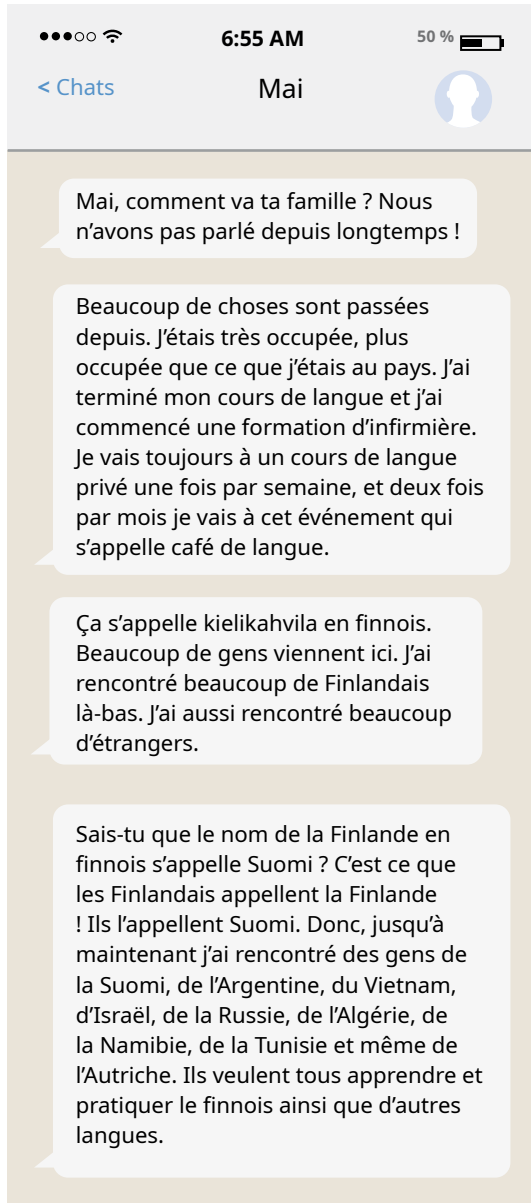 6:55 AM
50 %
< Chats
Mai
Mai, comment va ta famille ? Nous
n’avons pas parlé depuis longtemps !
Beaucoup de choses sont passées
depuis. J’étais très occupée, plus
occupée que ce que j’étais au pays. J’ai
terminé mon cours de langue et j’ai
commencé une formation d’infirmière.
Je vais toujours à un cours de langue
privé une fois par semaine, et deux fois
par mois je vais à cet événement qui
s’appelle café de langue.
Ça s’appelle kielikahvila en finnois.
Beaucoup de gens viennent ici. J’ai
rencontré beaucoup de Finlandais
là-bas. J’ai aussi rencontré beaucoup
d’étrangers.
Sais-tu que le nom de la Finlande en
finnois s’appelle Suomi ? C’est ce que
les Finlandais appellent la Finlande
! Ils l’appellent Suomi. Donc, jusqu’à
maintenant j’ai rencontré des gens de
la Suomi, de l’Argentine, du Vietnam,
d’Israël, de la Russie, de l’Algérie, de
la Namibie, de la Tunisie et même de
l’Autriche. Ils veulent tous apprendre et
pratiquer le finnois ainsi que d’autres
langues.